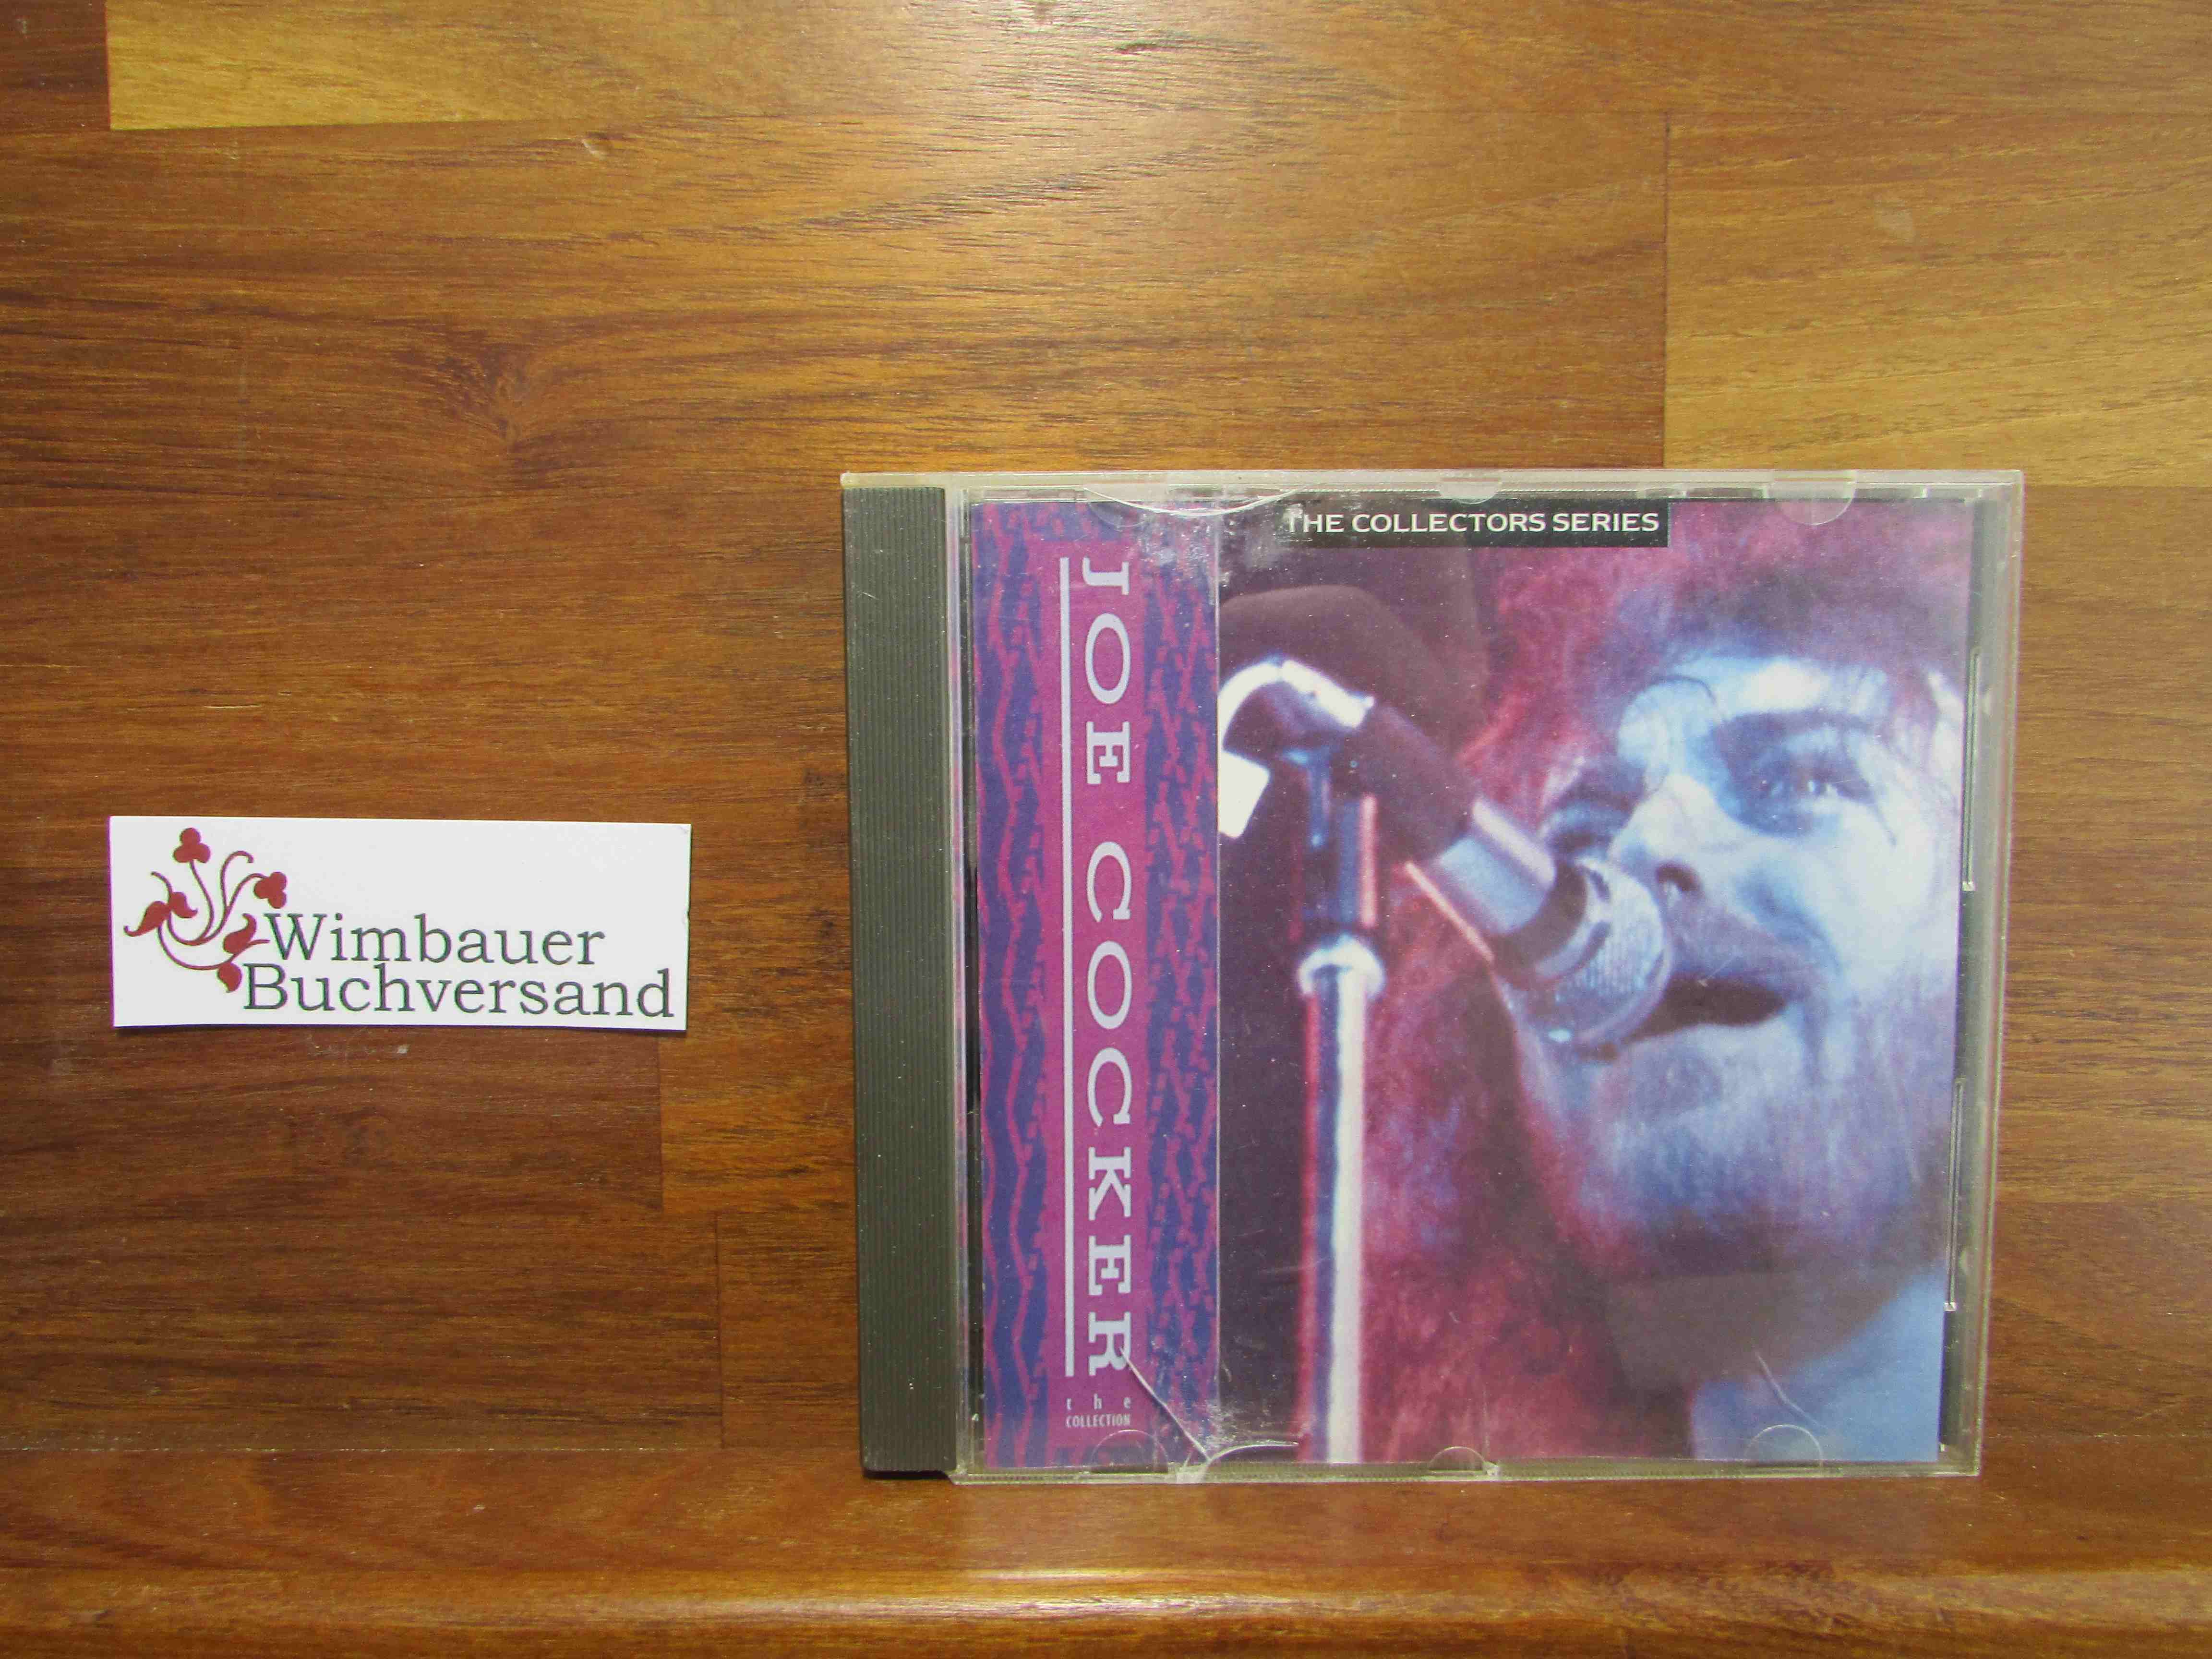 Wimbauer
Buchversand
THE COLLECTORS SERIES
JOE COCKER
the
COLLECTION